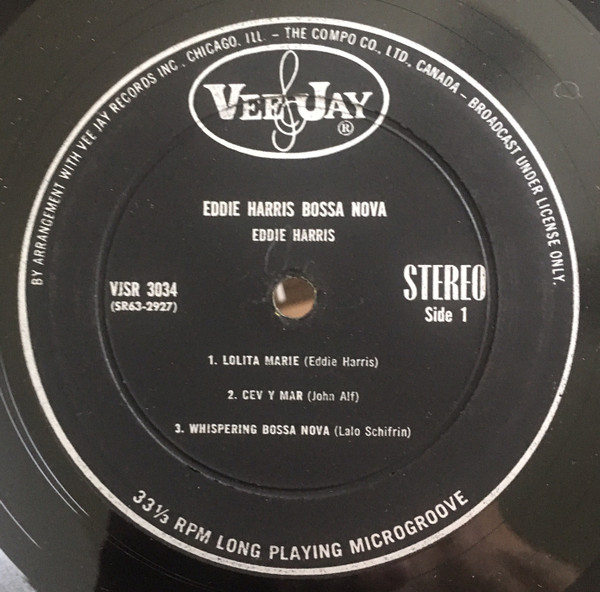 BY ARRANGEMENT WITH VEE JAY RECORDS INC. CHICAGO, ILL. - THE COMPO CO., LTD., CANADA - BROADCAST UNDER LICENSE ONLY.
VEE JAY
®
EDDIE HARRIS BOSSA NOVA
EDDIE HARRIS
VJSR 3034
(SR63-2927)
STEREO
Side 1
1. LOLITA MARIE (Eddie Harris)
2. CEV Y MAR (John Alf)
3. WHISPERING BOSSA NOVA (Lalo Schifrin)
33⅓ RPM LONG PLAYING MICROGROOVE